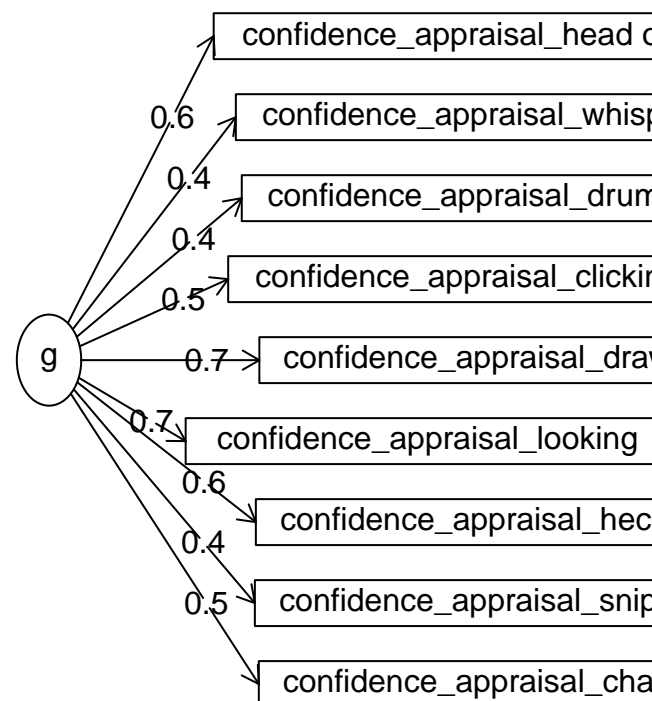 confidence_appraisal_head
0.6
confidence_appraisal_whisp
0.4
confidence_appraisal_drum
0.4
confidence_appraisal_clickin
0.5
g
0.7
confidence_appraisal_draw
0.7
confidence_appraisal_looking
0.6
confidence_appraisal_hec
0.4
confidence_appraisal_snip
0.5
confidence_appraisal_cha